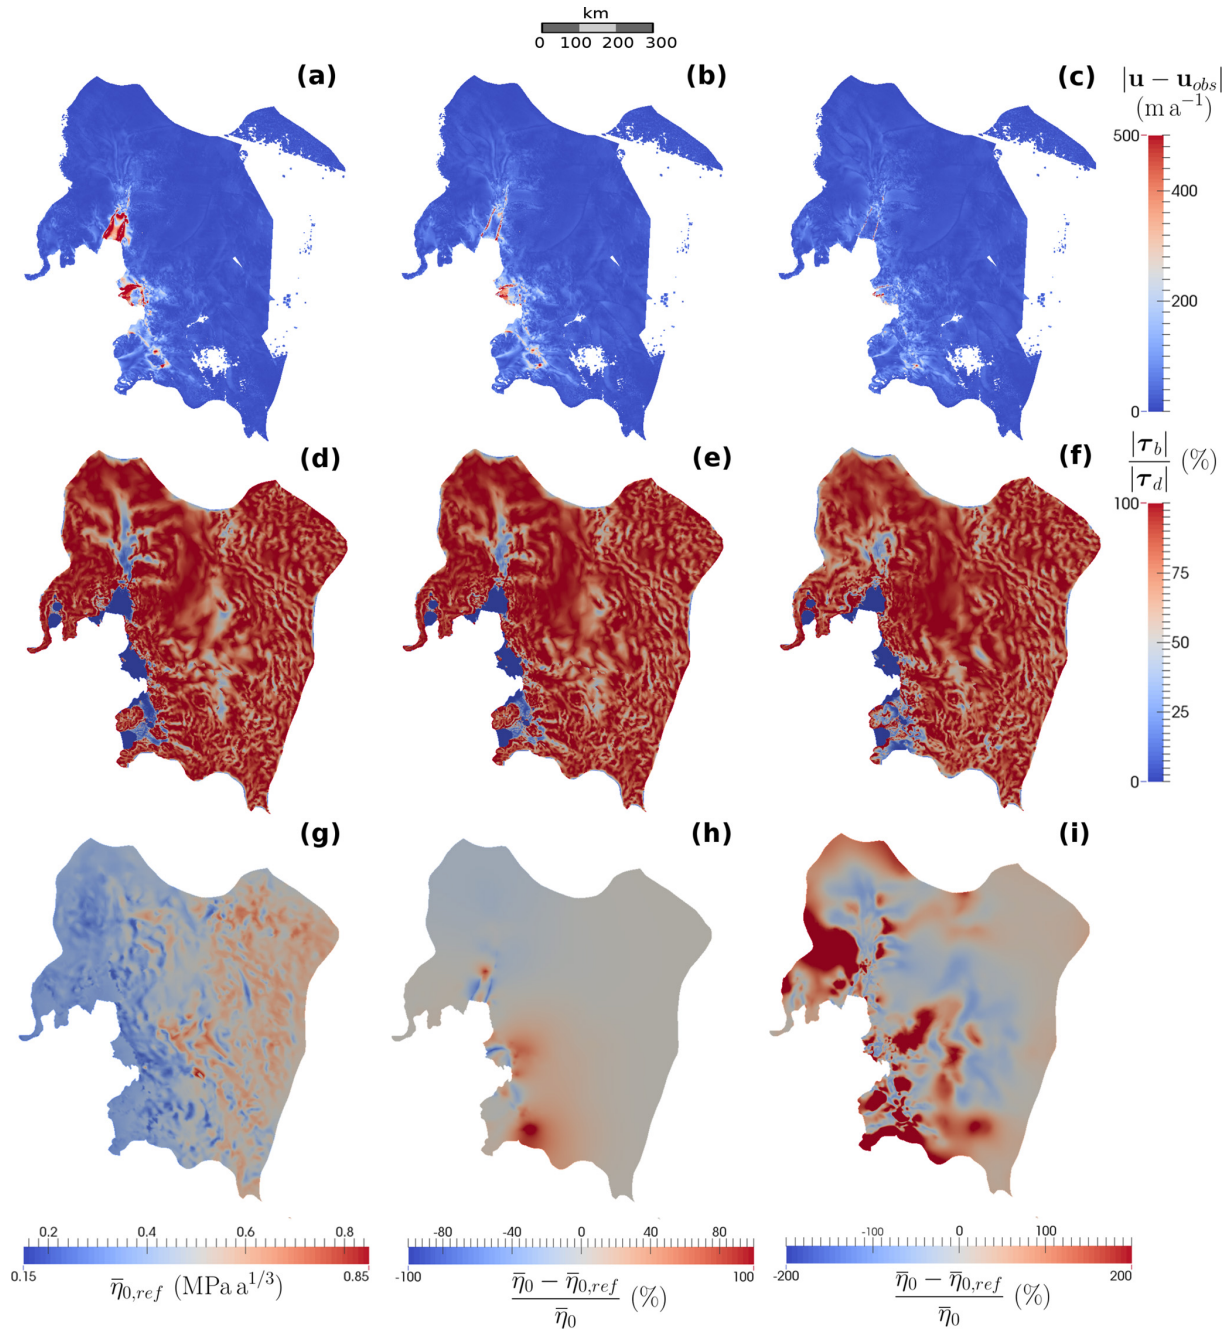 km
0 100 200 300
(a)
(b)
(c)
|u − u_obs|
(m a⁻¹)
500
400
200
0
(d)
(e)
(f)
|τ_b|
|τ_d|
(%)
100
75
50
25
0
(g)
(h)
(i)
0.2 0.4 0.6 0.8
0.15 0.85
η̅_0,ref (MPa a^1/3)
-80 -40 0 40 80
-100 100
η̅_0 − η̅_0,ref
η̅_0
(%)
-100 0 100
-200 200
η̅_0 − η̅_0,ref
η̅_0
(%)